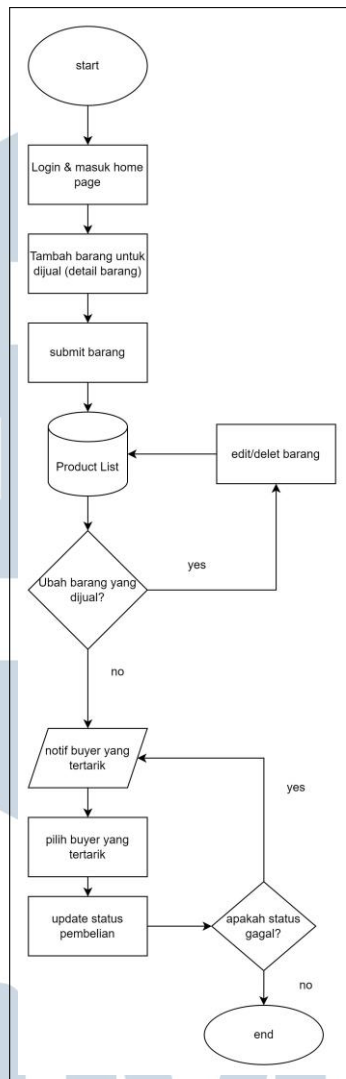 start
Login & masuk home
page
Tambah barang untuk
dijual (detail barang)
submit barang
Product List
edit/delet barang
Ubah barang yang
dijual?
yes
no
notif buyer yang
tertarik
yes
pilih buyer yang
tertarik
update status
pembelian
apakah status
gagal?
no
end